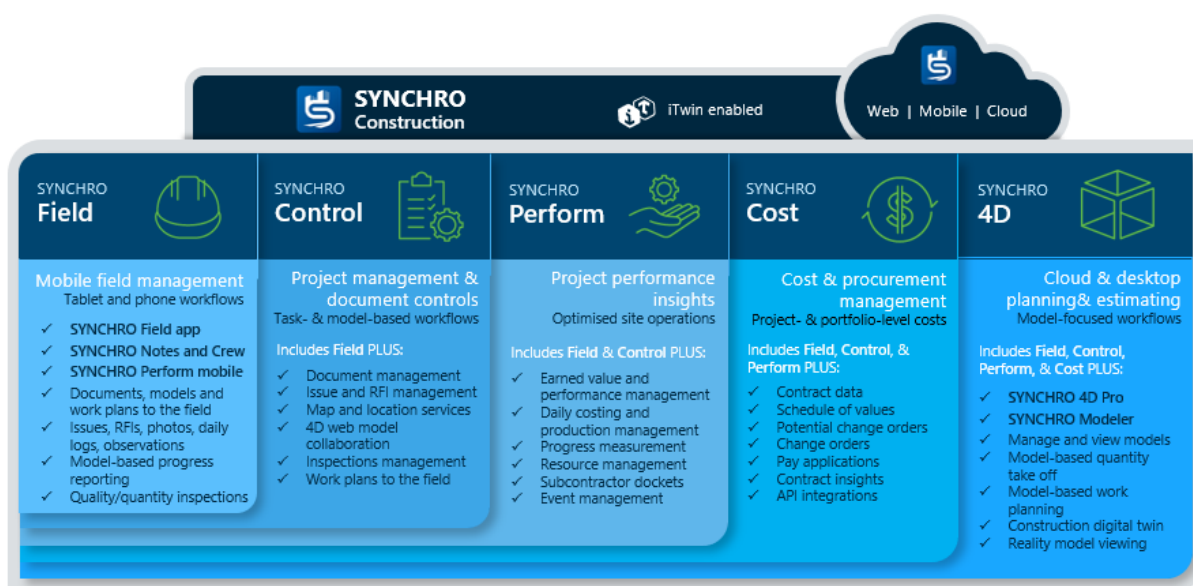 SYNCHRO
Construction
iTwin enabled
Web | Mobile | Cloud
SYNCHRO
Field
Mobile field management
Tablet and phone workflows
✓ SYNCHRO Field app
✓ SYNCHRO Notes and Crew
✓ SYNCHRO Perform mobile
✓ Documents, models and
work plans to the field
✓ Issues, RFIs, photos, daily
logs, observations
✓ Model-based progress
reporting
✓ Quality/quantity inspections
SYNCHRO
Control
Project management &
document controls
Task- & model-based workflows
Includes Field PLUS:
✓ Document management
✓ Issue and RFI management
✓ Map and location services
✓ 4D web model
collaboration
✓ Inspections management
✓ Work plans to the field
SYNCHRO
Perform
Project performance
insights
Optimised site operations
Includes Field & Control PLUS:
✓ Earned value and
performance management
✓ Daily costing and
production management
✓ Progress measurement
✓ Resource management
✓ Subcontractor dockets
✓ Event management
SYNCHRO
Cost
Cost & procurement
management
Project- & portfolio-level costs
Includes Field, Control, &
Perform PLUS:
✓ Contract data
✓ Schedule of values
✓ Potential change orders
✓ Change orders
✓ Pay applications
✓ Contract insights
✓ API integrations
SYNCHRO
4D
Cloud & desktop
planning& estimating
Model-focused workflows
Includes Field, Control,
Perform, & Cost PLUS:
✓ SYNCHRO 4D Pro
✓ SYNCHRO Modeler
✓ Manage and view models
✓ Model-based quantity
take off
✓ Model-based work
planning
✓ Construction digital twin
✓ Reality model viewing